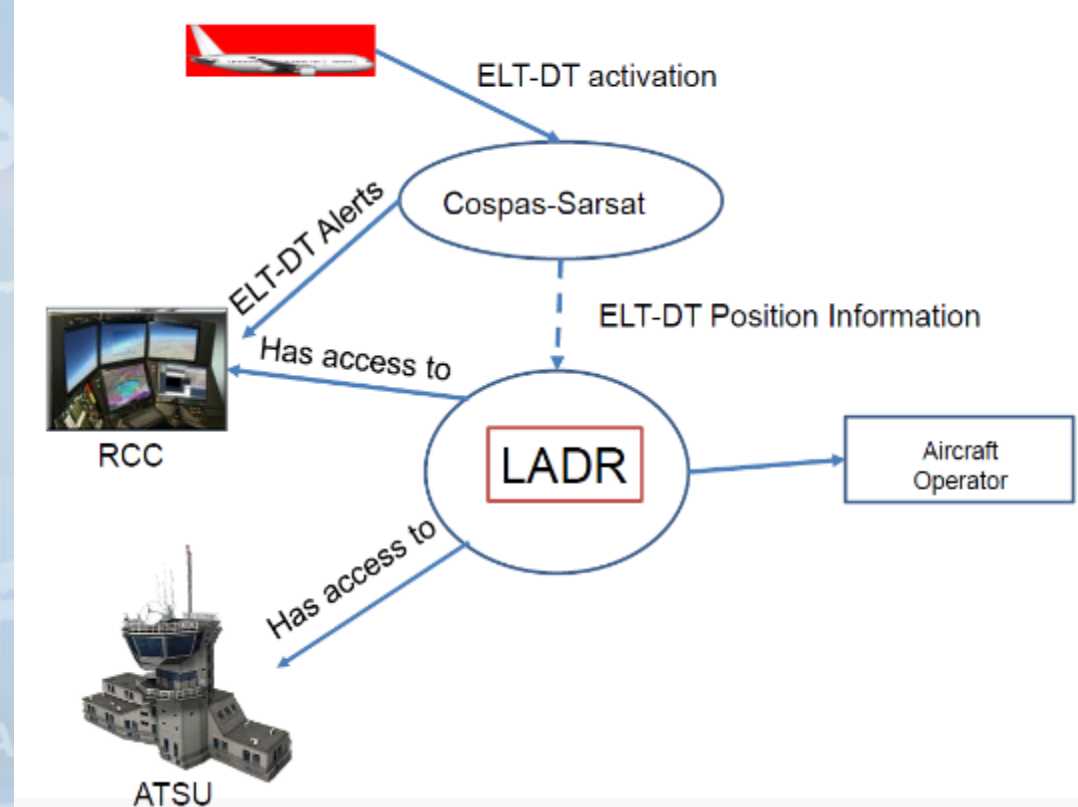 ELT-DT activation
Cospas-Sarsat
ELT-DT Alerts
ELT-DT Position Information
Has access to
RCC
LADR
Aircraft
Operator
Has access to
ATSU